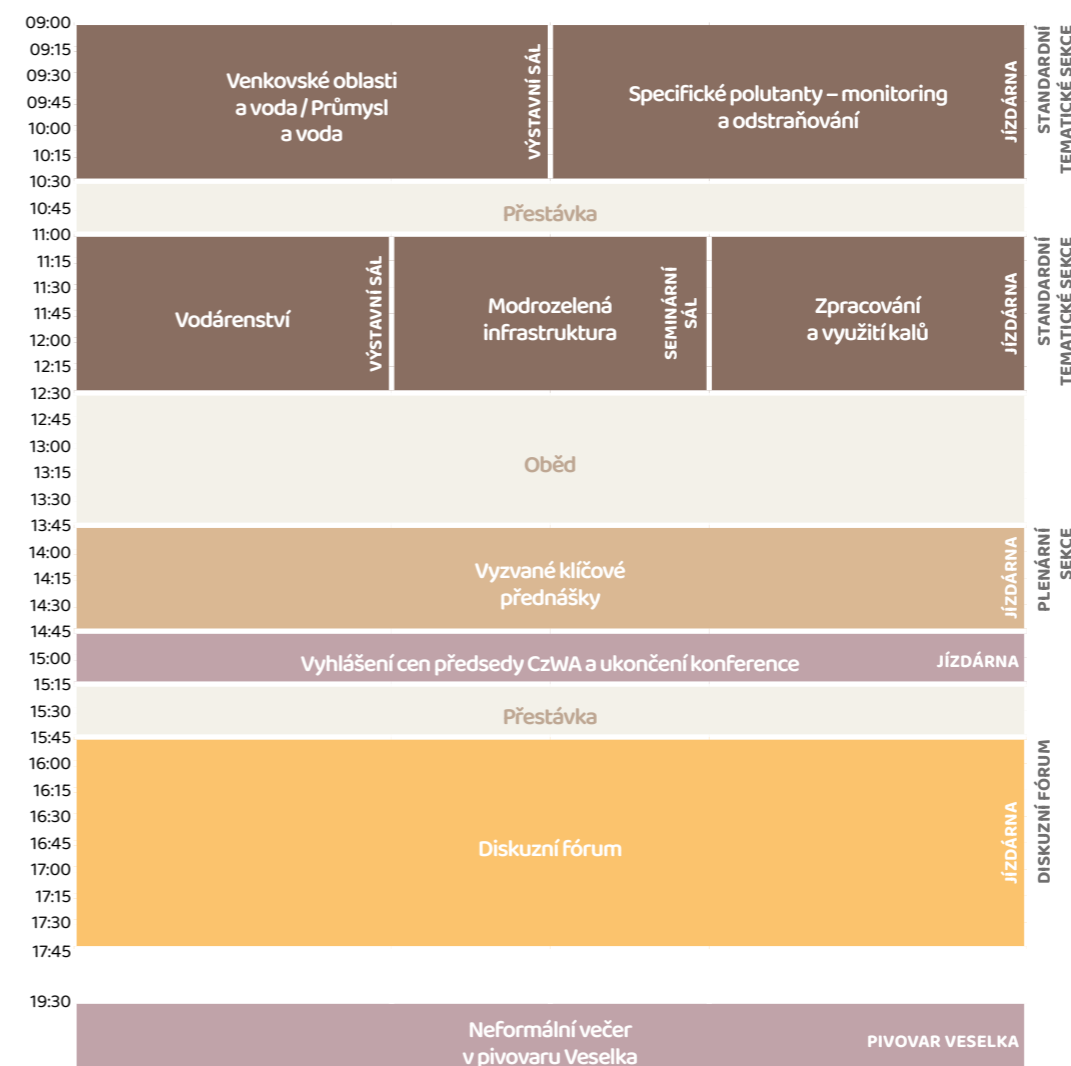 09:00
09:15
09:30
09:45
10:00
10:15
10:30
Venkovské oblasti
a voda / Průmysl
a voda
VÝSTAVNÍ SÁL
Specifické polutanty – monitoring
a odstraňování
JÍZDÁRNA
STANDARDNÍ
TEMATICKÉ SEKCE
10:45
Přestávka
11:00
11:15
11:30
11:45
12:00
12:15
12:30
Vodárenství
VÝSTAVNÍ SÁL
Modrozelená
infrastruktura
SEMINÁRNÍ
SÁL
Zpracování
a využití kalů
JÍZDÁRNA
STANDARDNÍ
TEMATICKÉ SEKCE
12:45
13:00
13:15
13:30
13:45
Oběd
14:00
14:15
14:30
14:45
Vyzvané klíčové
přednášky
JÍZDÁRNA
PLENÁRNÍ
SEKCE
15:00
15:15
Vyhlášení cen předsedy CzWA a ukončení konference
JÍZDÁRNA
15:30
15:45
Přestávka
16:00
16:15
16:30
16:45
17:00
17:15
17:30
17:45
Diskuzní fórum
JÍZDÁRNA
DISKUZNÍ FÓRUM
19:30
Neformální večer
v pivovaru Veselka
PIVOVAR VESELKA